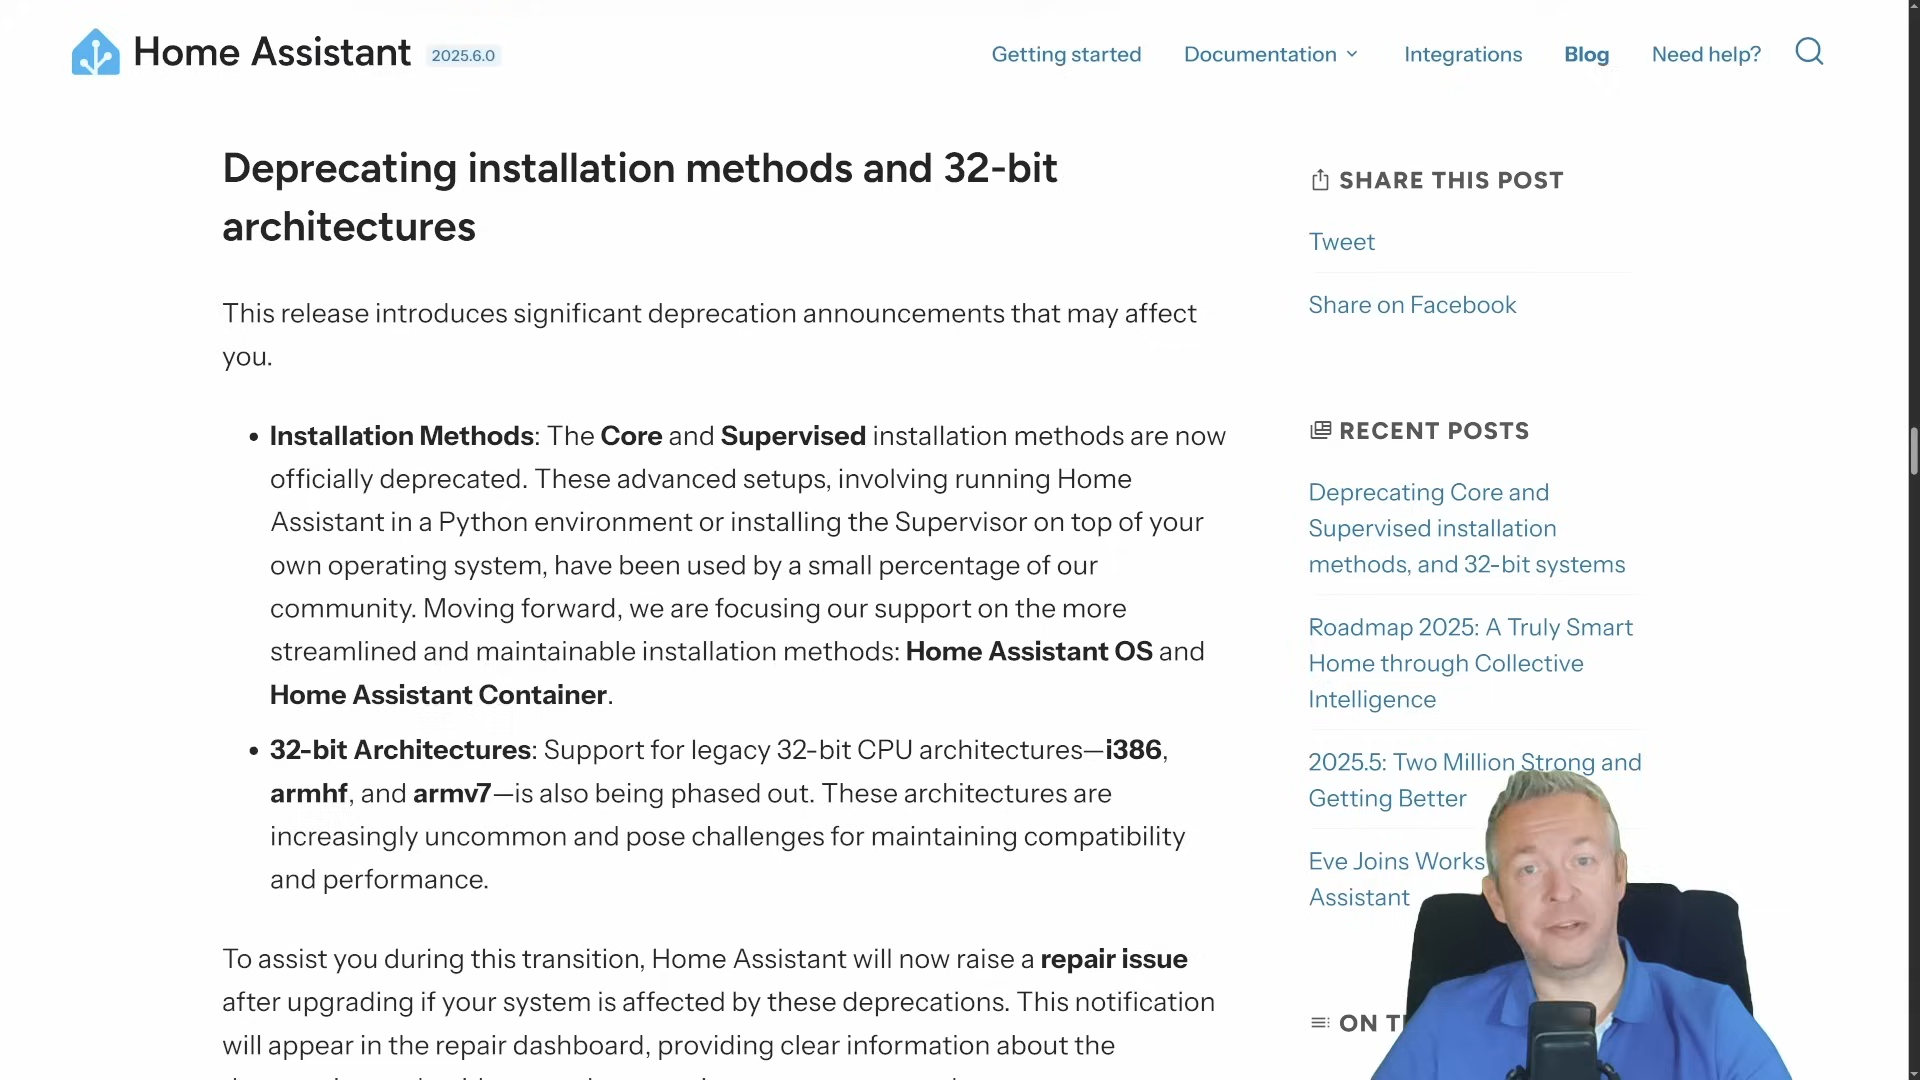 Home Assistant 2025.6.0
Getting started Documentation Integrations Blog Need help?
Deprecating installation methods and 32-bit
architectures
This release introduces significant deprecation announcements that may affect
you.
• Installation Methods: The Core and Supervised installation methods are now
officially deprecated. These advanced setups, involving running Home
Assistant in a Python environment or installing the Supervisor on top of your
own operating system, have been used by a small percentage of our
community. Moving forward, we are focusing our support on the more
streamlined and maintainable installation methods: Home Assistant OS and
Home Assistant Container.
• 32-bit Architectures: Support for legacy 32-bit CPU architectures—i386,
armhf, and armv7—is also being phased out. These architectures are
increasingly uncommon and pose challenges for maintaining compatibility
and performance.
To assist you during this transition, Home Assistant will now raise a repair issue
after upgrading if your system is affected by these deprecations. This notification
will appear in the repair dashboard, providing clear information about the
SHARE THIS POST
Tweet
Share on Facebook
RECENT POSTS
Deprecating Core and
Supervised installation
methods, and 32-bit systems
Roadmap 2025: A Truly Smart
Home through Collective
Intelligence
2025.5: Two Million Strong and
Getting Better
Eve Joins Works
Assistant
ON